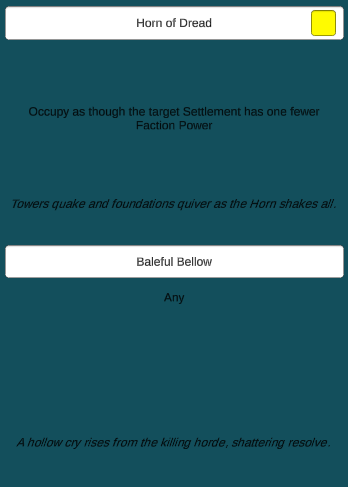 Horn of Dread
Occupy as though the target Settlement has one fewer
Faction Power
Towers quake and foundations quiver as the Horn shakes all.
Baleful Bellow
Any
A hollow cry rises from the killing horde, shattering resolve.